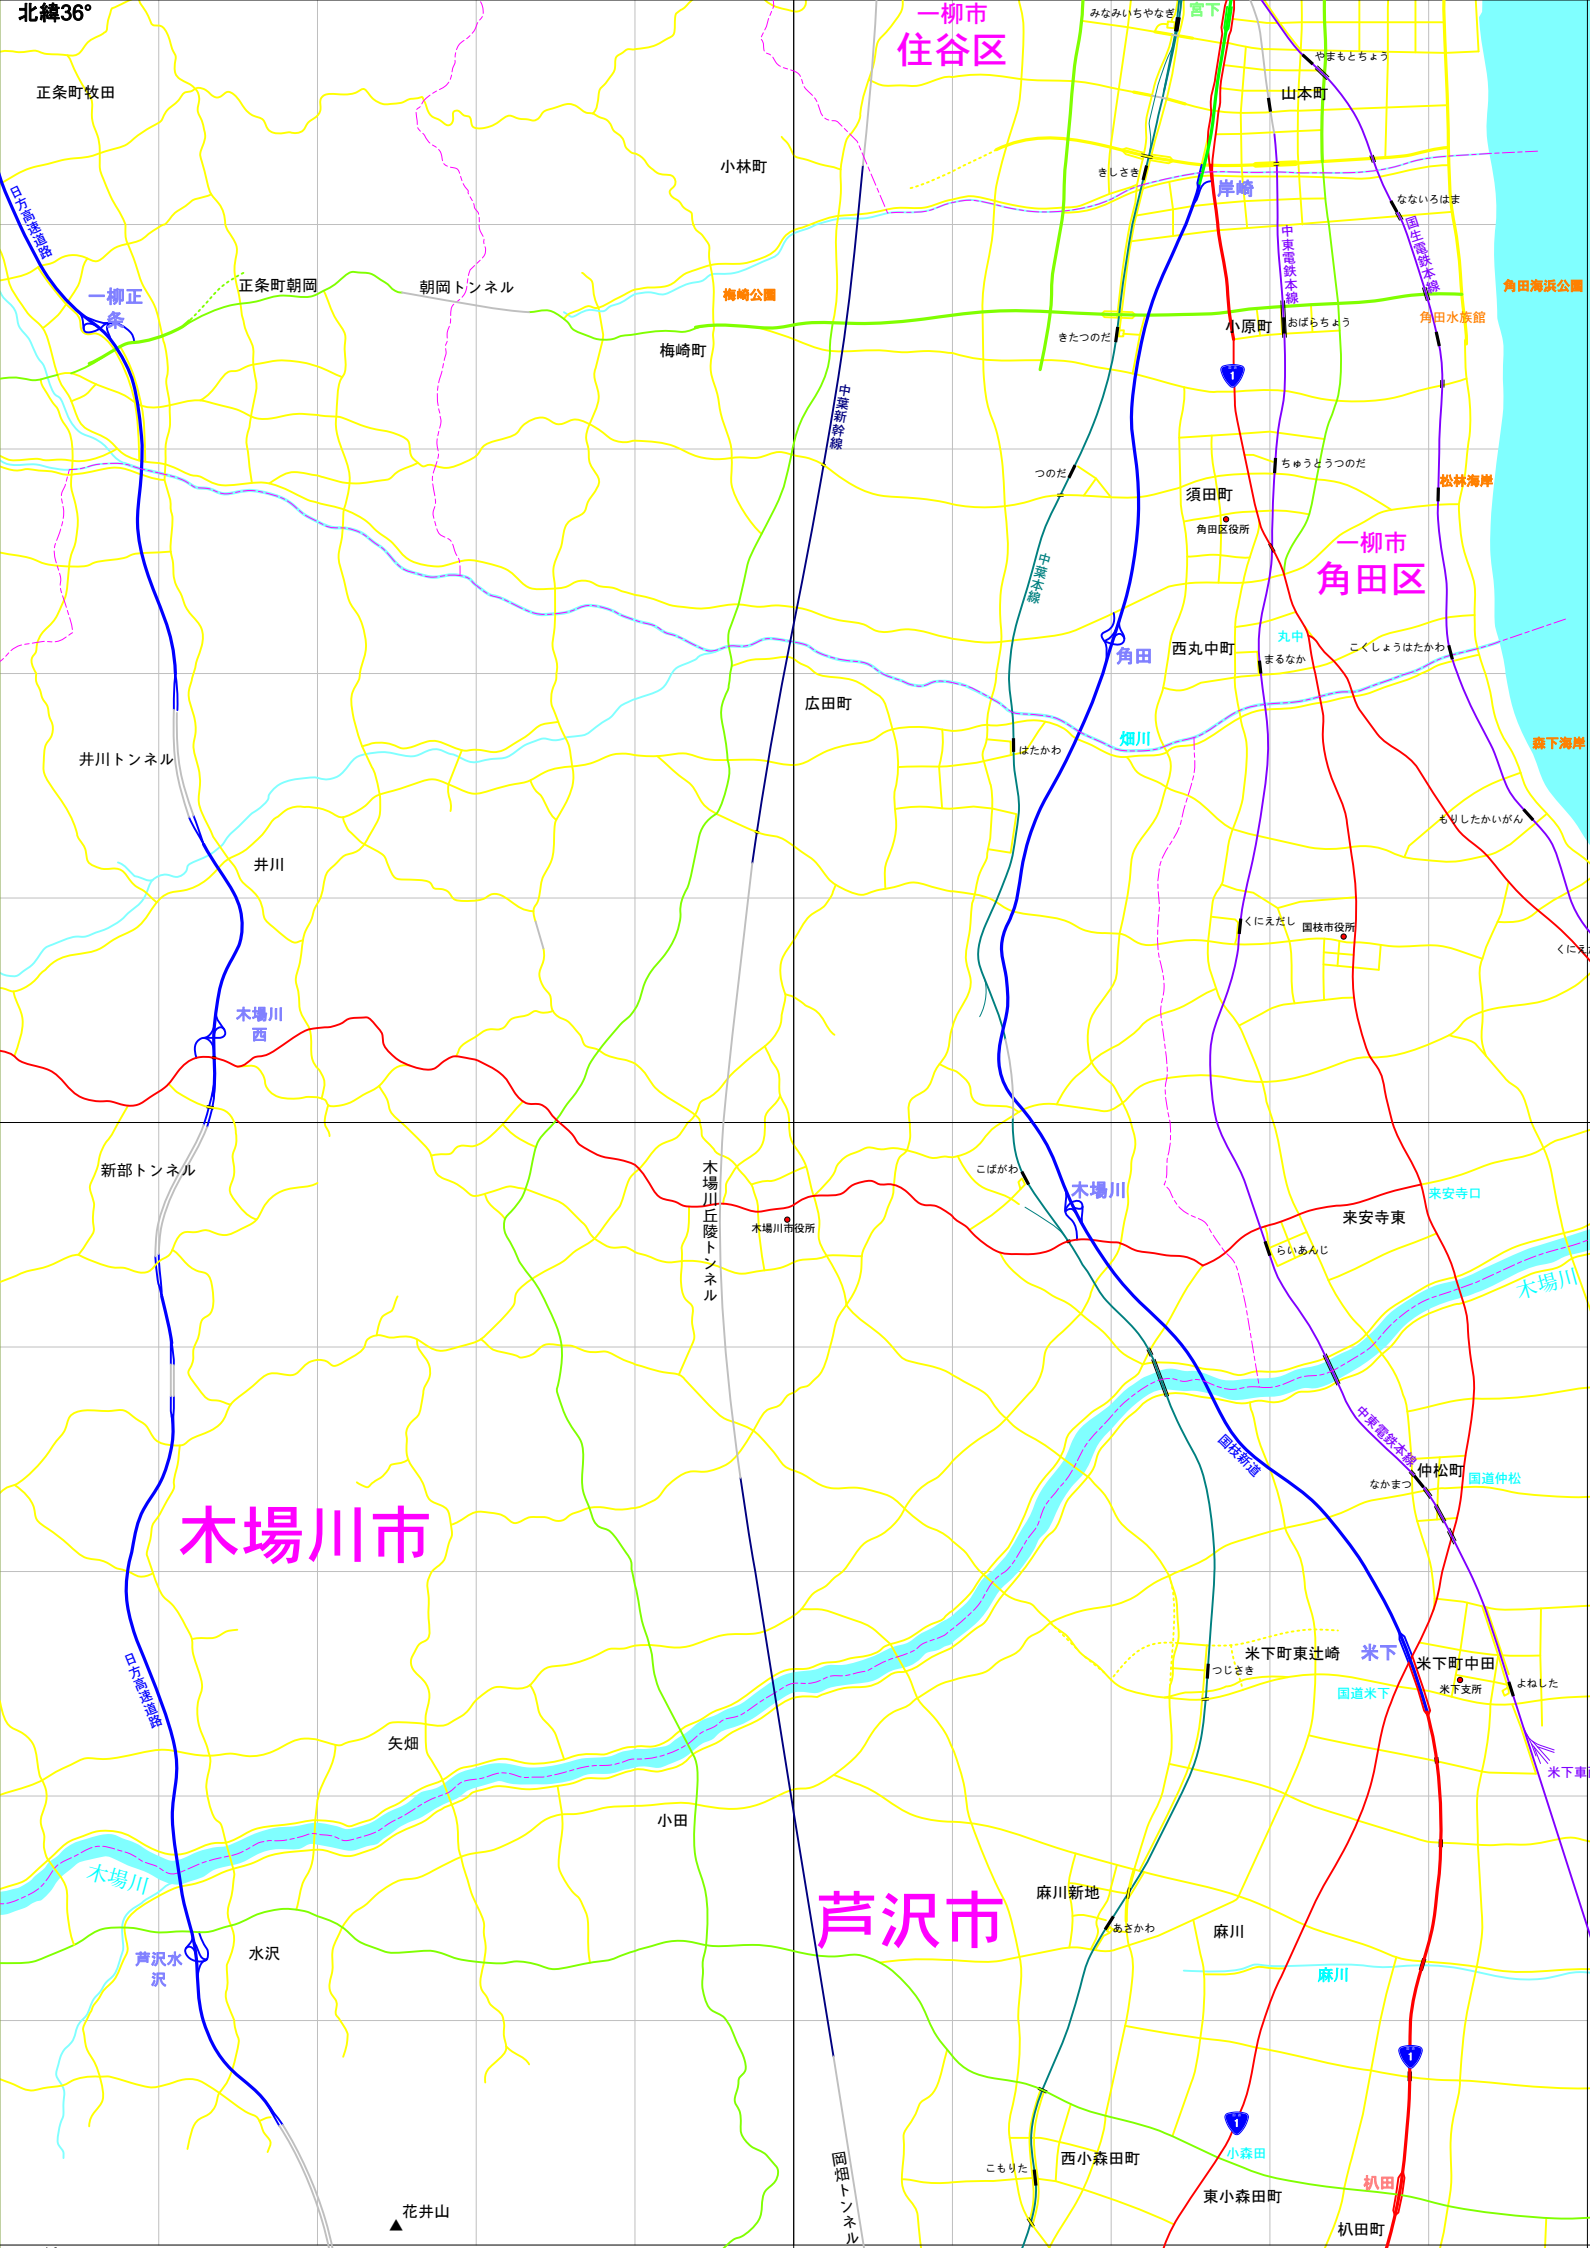 北緯36°
一柳市
住谷区
みなみいちやなぎ
宮下
やまもとちょう
山本町
正条町牧田
小林町
きしさき
岸崎
なないろはま
日方高速道路
中東電鉄本線
国生電鉄本線
一柳正
条
正条町朝岡
朝岡トンネル
梅崎公園
角田海浜公園
角田水族館
小原町
おばらちょう
きたつのだ
梅崎町
1
中葉新幹線
つのだ
ちゅうとうつのだ
松林海岸
須田町
角田区役所
一柳市
角田区
中葉本線
丸中
西丸中町
角田
まるなか
こくしょうはたかわ
広田町
畑川
はたかわ
森下海岸
井川トンネル
もりしたかいがん
井川
くにえだし
国枝市役所
木場川
西
新部トンネル
木場川丘陵トンネル
こばがわ
木場川
来安寺口
来安寺東
木場川市役所
らいあんじ
木場川
中東電鉄本線
国枝新道
仲松町
なかまつ
国道仲松
木場川市
日方高速道路
米下町東辻崎
つじさき
米下
米下町中田
国道米下
米下支所
よねした
矢畑
小田
木場川
芦沢市
麻川新地
あさかわ
麻川
水沢
芦沢水
沢
麻川
1
1
岡畑トンネル
西小森田町
こもりた
小森田
東小森田町
朳田
朳田町
花井山